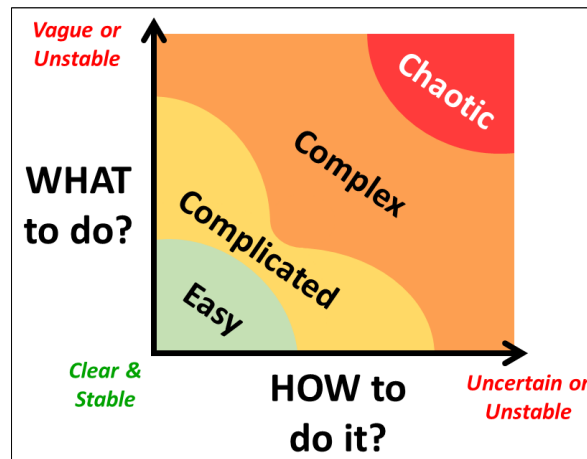 Vague or
Unstable
Chaotic
Complex
WHAT
to do?
Complicated
Easy
Clear &
Stable
HOW to
do it?
Uncertain or
Unstable